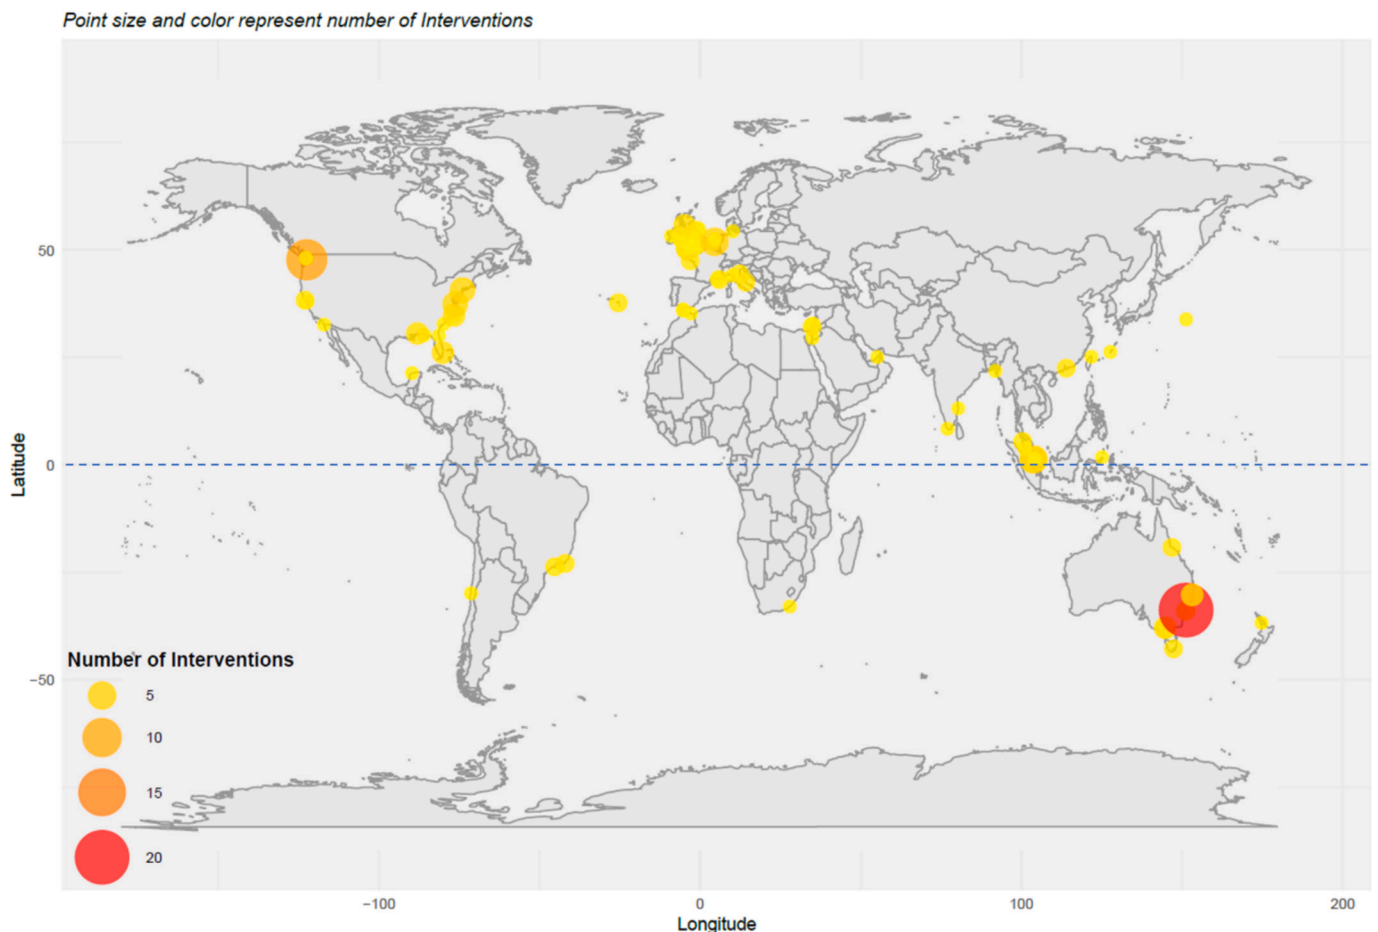 Point size and color represent number of Interventions
50
0
−50
Latitude
Number of Interventions
5
10
15
20
−100
0
100
200
Longitude